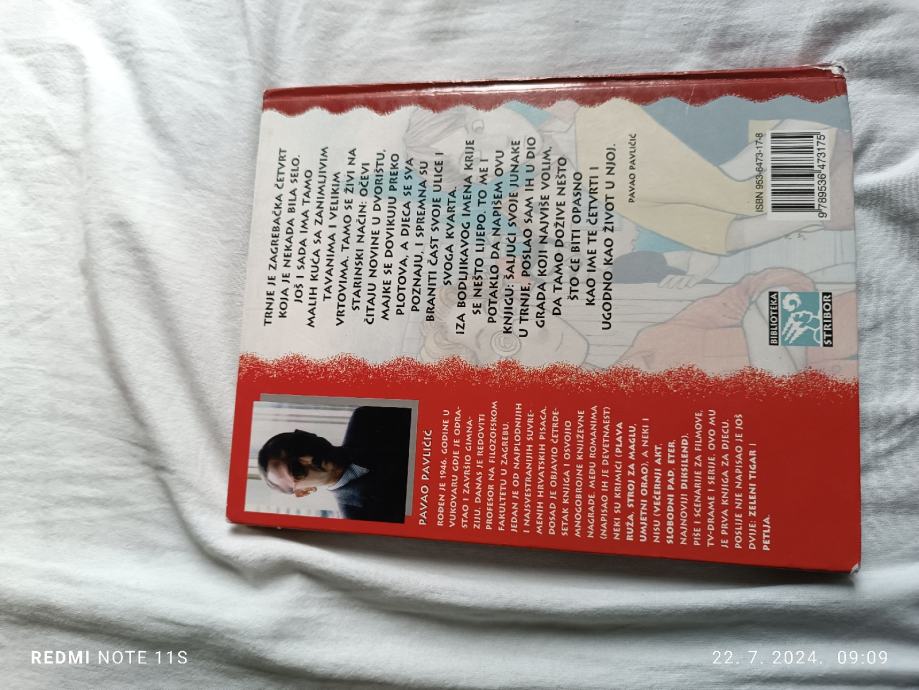 TRNJE JE ZAGREBAČKA ČETVRT
KOJA JE NEKADA BILA SELO.
JOŠ I SADA IMA TAMO
MALIH KUĆA SA ZANIMLJIVIM
TAVANIMA I VELIKIM
VRTOVIMA. TAMO SE ŽIVI NA
STARINSKI NAČIN: OČEVI
ČITAJU NOVINE U DVORIŠTU,
MAJKE SE DOVIKUJU PREKO
PLOTOVA, A DJECA SE SVA
POZNAJU, I SPREMNA SU
BRANITI ČAST SVOJE ULICE I
SVOGA KVARTA.
IZA BODLJIKAVOG IMENA KRIJE
SE NEŠTO LIJEPO. TO ME I
POTAKLO DA NAPIŠEM OVU
KNJIGU: ŠALJUĆI SVOJE JUNAKE
U TRNJE, POSLAO SAM IH U DIO
GRADA KOJI NAJVIŠE VOLIM,
DA TAMO DOŽIVE NEŠTO
ŠTO ĆE BITI OPASNO
KAO IME TE ČETVRTI I
UGODNO KAO ŽIVOT U NJOJ.
PAVAO PAVLIČIĆ
ISBN 953-6473-17-8
9789536473175
BIBLIOTEKA
STRIBOR
PAVAO PAVLIČIĆ
ROĐEN JE 1946. GODINE U
VUKOVARU GDJE JE ODRA-
STAO I ZAVRŠIO GIMNA-
ZIJU. DANAS JE REDOVITI
PROFESOR NA FILOZOFSKOM
FAKULTETU U ZAGREBU.
JEDAN JE OD NAJPLODNIJIH
I NAJSVESTRANIJIH SUVRE-
MENIH HRVATSKIH PISACA.
DOSAD JE OBJAVIO ČETRDE-
SETAK KNJIGA I OSVOJIO
MNOGOBROJNE KNJIŽEVNE
NAGRADE. MEĐU ROMANIMA
(NAPISAO IH JE DEVETNAEST)
NEKI SU KRIMIĆI (PLAVA
RUŽA, STROJ ZA MAGLU,
UMJETNI ORAO), A NEKI I
NISU (VEČERNJI AKT,
SLOBODNI PAD, ETER,
NAJNOVIJI DIKSILEND).
PIŠE I SCENARIJE ZA FILMOVE,
TV-DRAME I SERIJE. OVO MU
JE PRVA KNJIGA ZA DJECU.
POSLIJE NJE NAPISAO JE JOŠ
DVIJE: ZELENI TIGAR I
PETLJA.
REDMI NOTE 11S
22. 7. 2024. 09:09